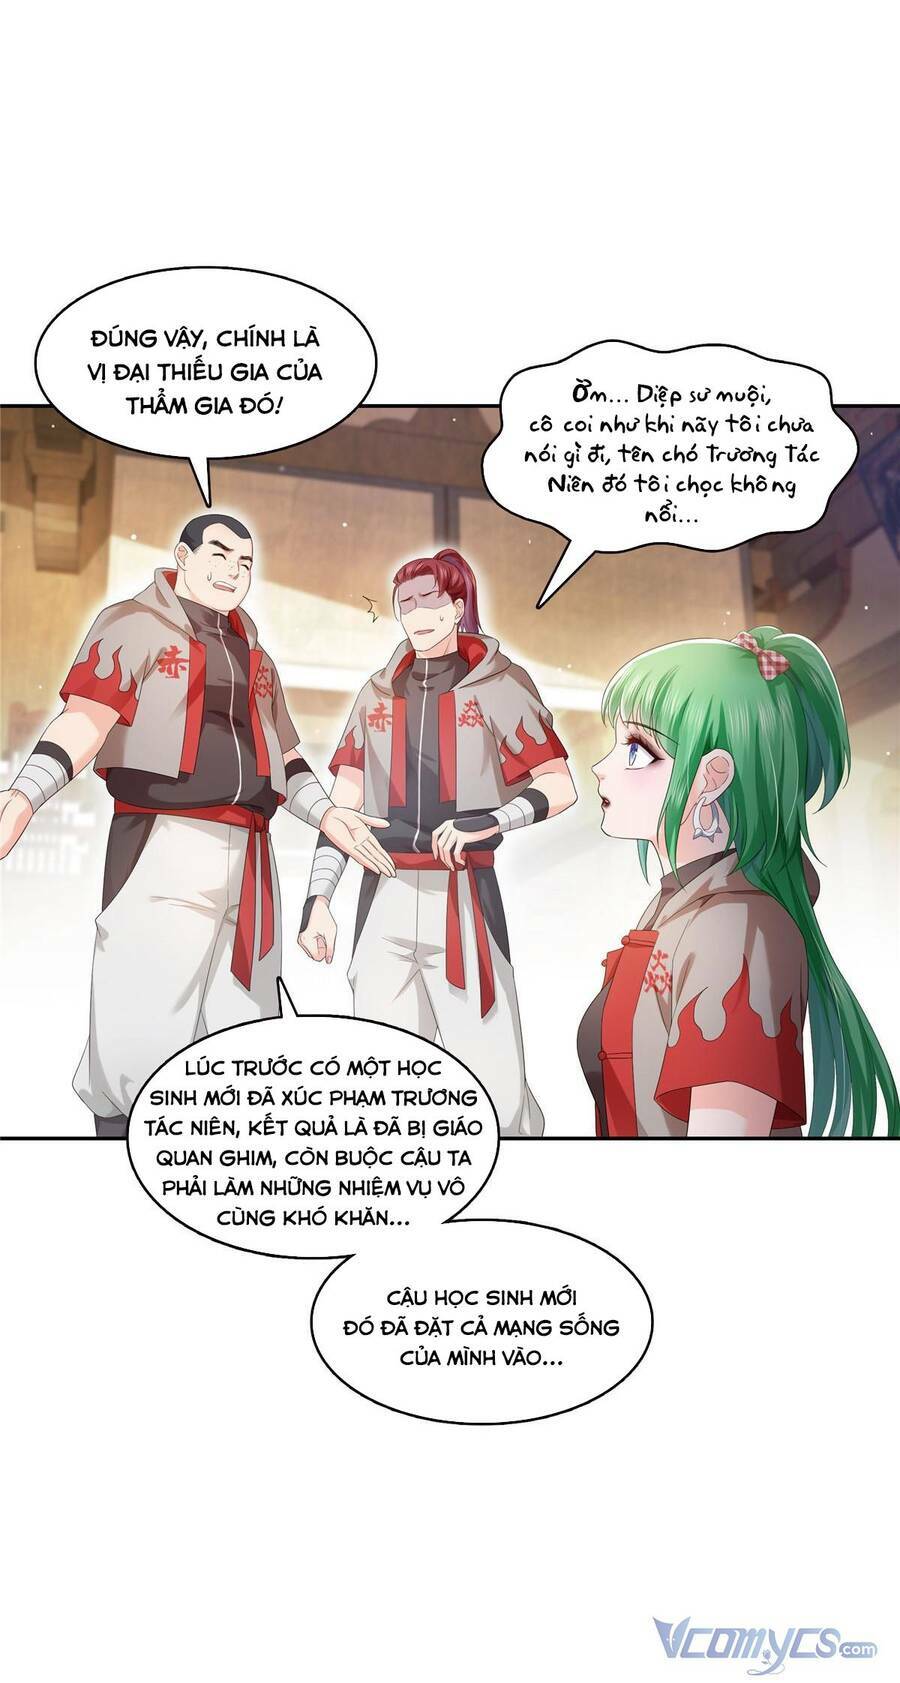 ĐÚNG VẬY, CHÍNH LÀ
VỊ ĐẠI THIẾU GIA CỦA
THẨM GIA ĐÓ!
Ờm... Diệp sư muội,
cô coi như khi nãy tôi chưa
nói gì đi, tên chó Trương Tác
Niên đó tôi chọc không
nổi...
赤
焱
赤
焱
焱
LÚC TRƯỚC CÓ MỘT HỌC
SINH MỚI ĐÃ XÚC PHẠM TRƯƠNG
TÁC NIÊN, KẾT QUẢ LÀ ĐÃ BỊ GIÁO
QUAN GHIM, CÒN BUỘC CẬU TA
PHẢI LÀM NHỮNG NHIỆM VỤ VÔ
CÙNG KHÓ KHĂN...
CẬU HỌC SINH MỚI
ĐÓ ĐÃ ĐẶT CẢ MẠNG SỐNG
CỦA MÌNH VÀO...
VCOMYCS.com